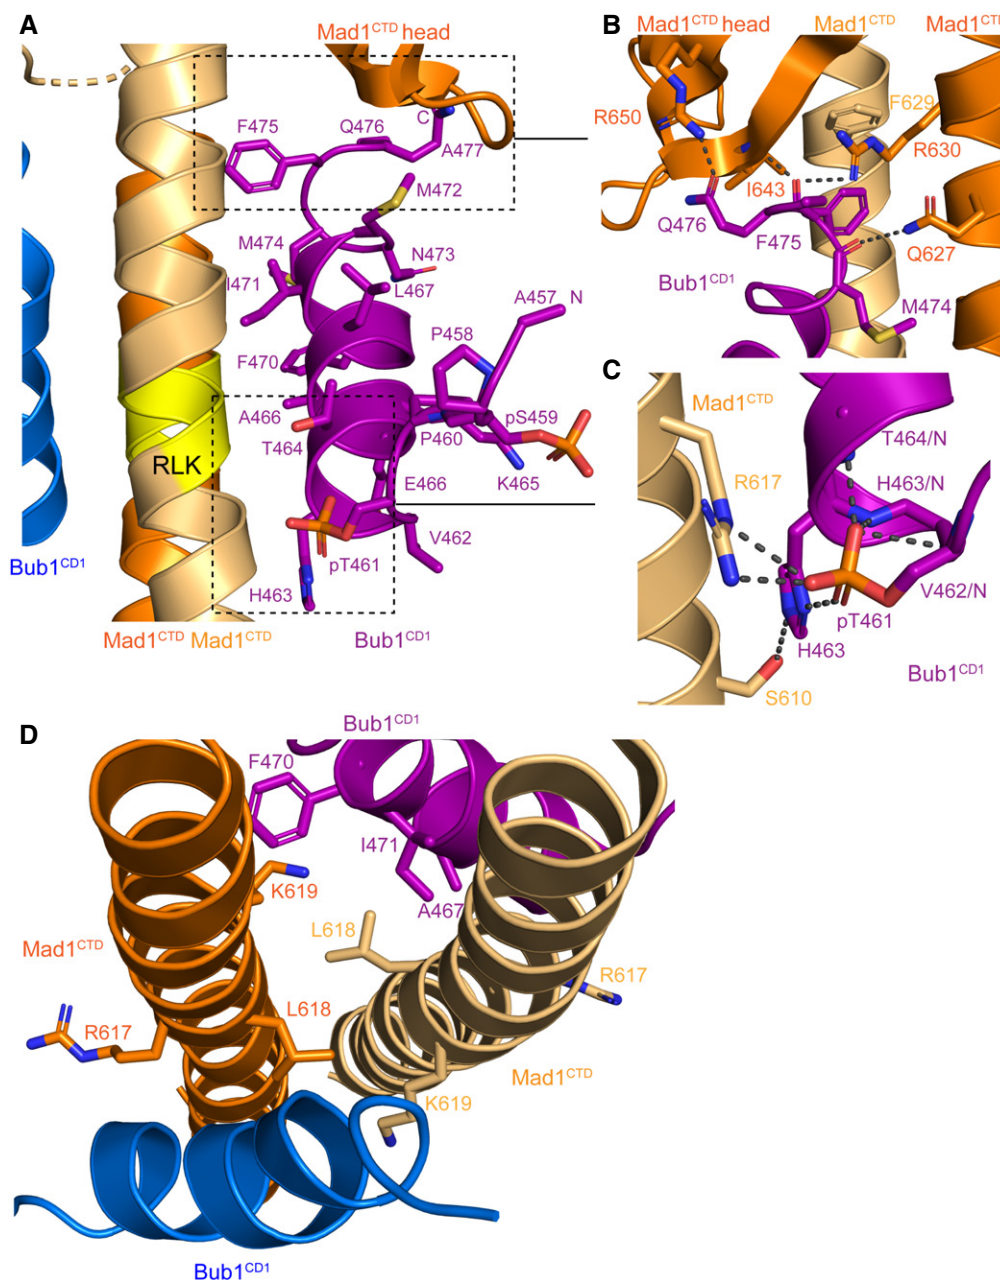 A
Mad1CTD head
F475
Q476
C
A477
M472
M474
N473
I471
L467
A457
N
P458
F470
A466
pS459
T464
P460
RLK
K465
E466
Bub1CD1
V462
pT461
H463
Mad1CTD
Mad1CTD
Bub1CD1
B
Mad1CTD head
Mad1CTD
Mad1CTD
F629
R650
R630
I643
Q476
F475
Q627
Bub1CD1
M474
C
Mad1CTD
T464/N
R617
H463/N
V462/N
pT461
H463
Bub1CD1
S610
D
Bub1CD1
F470
I471
K619
A467
L618
Mad1CTD
R617
L618
R617
Mad1CTD
K619
Bub1CD1